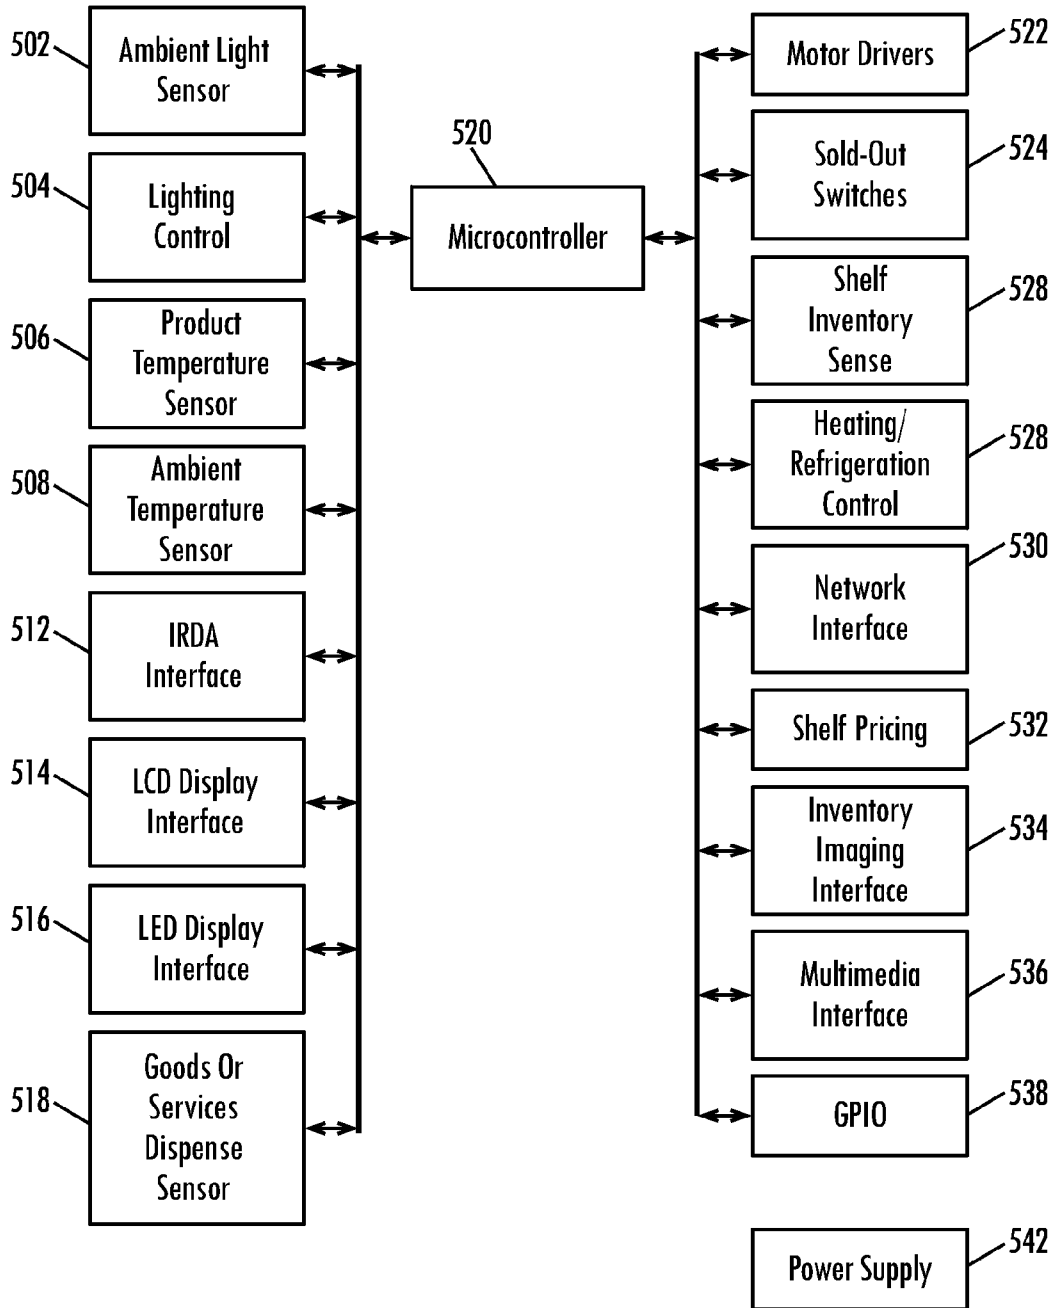 502
Ambient Light
Sensor
504
Lighting
Control
506
Product
Temperature
Sensor
508
Ambient
Temperature
Sensor
512
IRDA
Interface
514
LCD Display
Interface
516
LED Display
Interface
518
Goods Or
Services
Dispense
Sensor
520
Microcontroller
Motor Drivers
522
Sold-Out
Switches
524
Shelf
Inventory
Sense
528
Heating/
Refrigeration
Control
528
Network
Interface
530
Shelf Pricing
532
Inventory
Imaging
Interface
534
Multimedia
Interface
536
GPIO
538
Power Supply
542